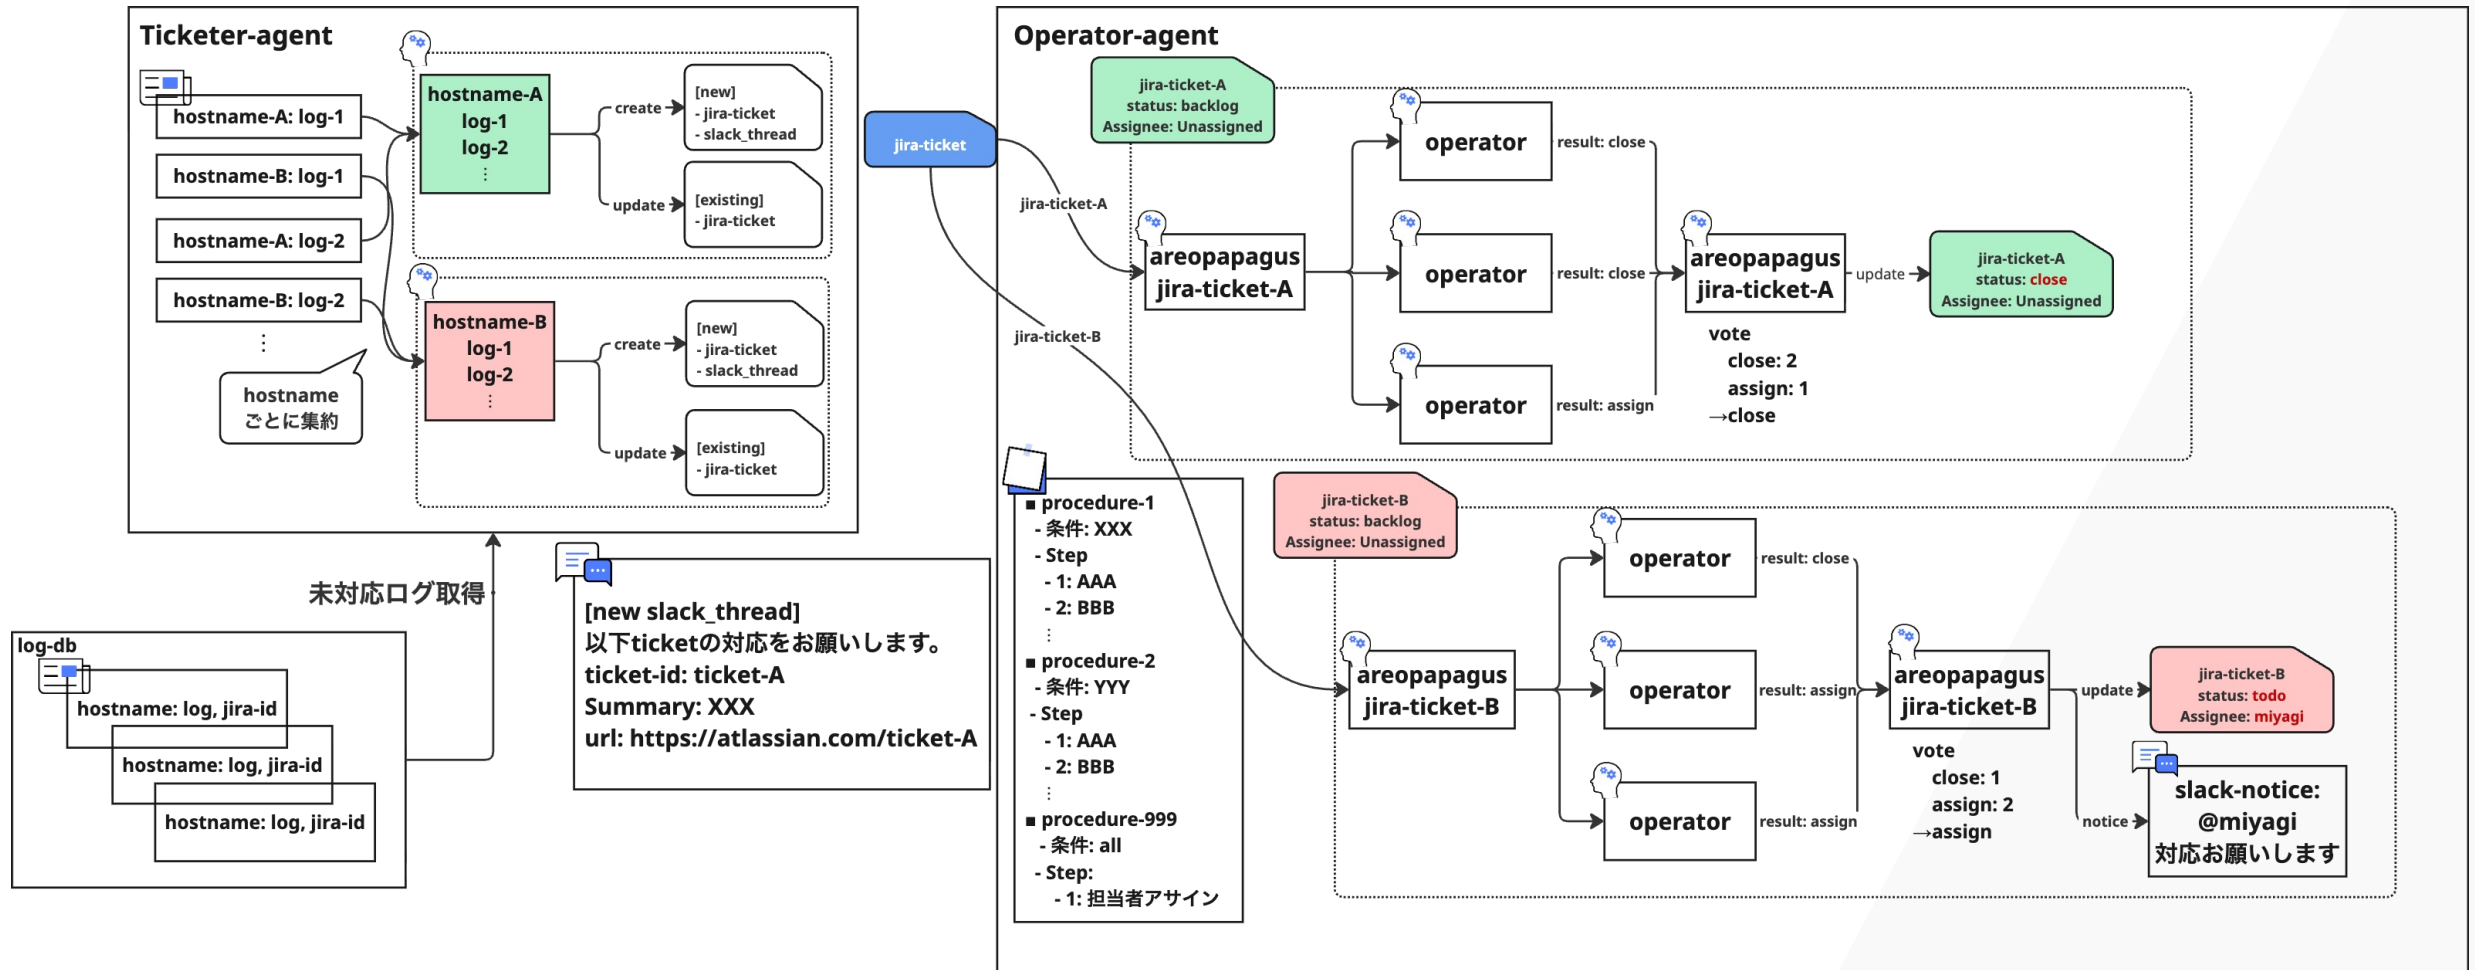 Ticketer-agent
hostname-A: log-1
hostname-B: log-1
hostname-A: log-2
hostname-B: log-2
⋮
hostname
ごとに集約
hostname-A
log-1
log-2
⋮
create
[new]
- jira-ticket
- slack_thread
update
[existing]
- jira-ticket
hostname-B
log-1
log-2
⋮
create
[new]
- jira-ticket
- slack_thread
update
[existing]
- jira-ticket
未対応ログ取得
log-db
hostname: log, jira-id
hostname: log, jira-id
hostname: log, jira-id
[new slack_thread]
以下ticketの対応をお願いします。
ticket-id: ticket-A
Summary: XXX
url: https://atlassian.com/ticket-A
jira-ticket
jira-ticket-A
jira-ticket-B
Operator-agent
jira-ticket-A
status: backlog
Assignee: Unassigned
areopapagus
jira-ticket-A
operator
result: close
operator
result: close
operator
result: assign
areopapagus
jira-ticket-A
vote
close: 2
assign: 1
→close
update
jira-ticket-A
status: close
Assignee: Unassigned
■ procedure-1
- 条件: XXX
- Step
- 1: AAA
- 2: BBB
⋮
■ procedure-2
- 条件: YYY
- Step
- 1: AAA
- 2: BBB
⋮
■ procedure-999
- 条件: all
- Step:
- 1: 担当者アサイン
jira-ticket-B
status: backlog
Assignee: Unassigned
areopapagus
jira-ticket-B
operator
result: close
operator
result: assign
operator
result: assign
areopapagus
jira-ticket-B
vote
close: 1
assign: 2
→assign
update
jira-ticket-B
status: todo
Assignee: miyagi
notice
slack-notice:
@miyagi
対応お願いします